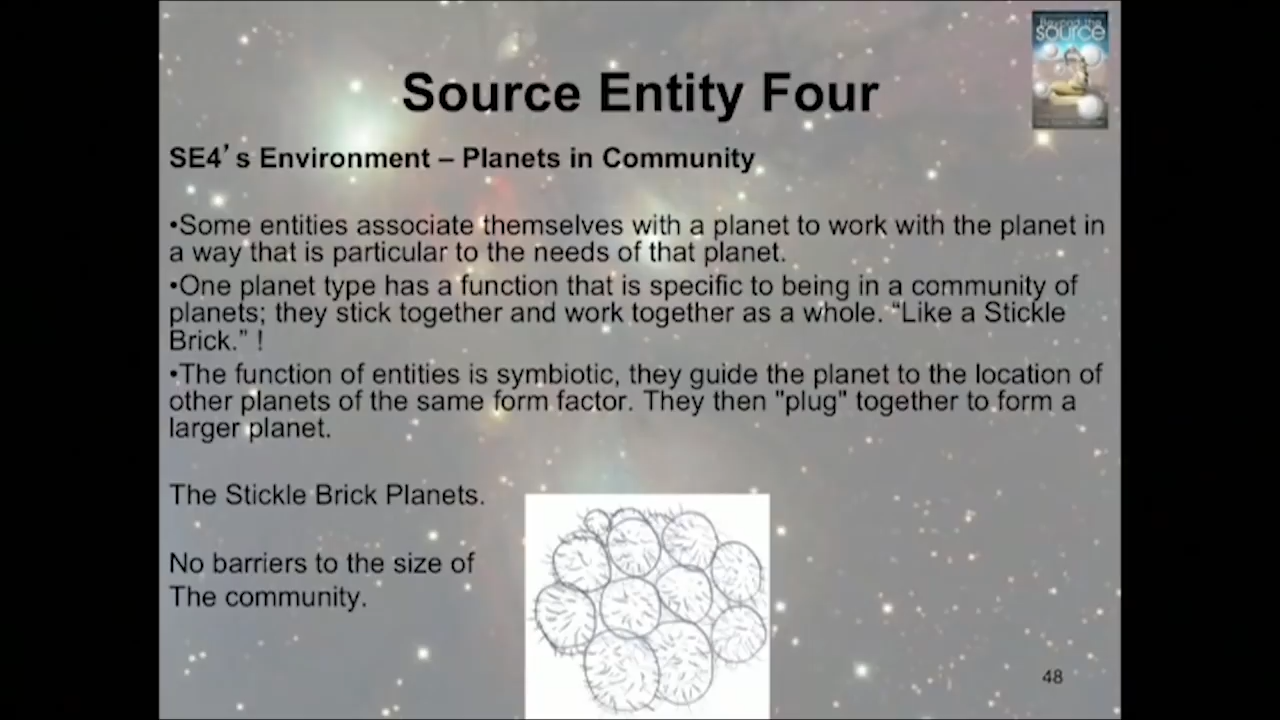 Beyond the
Source
Source Entity Four
SE4’s Environment – Planets in Community
•Some entities associate themselves with a planet to work with the planet in
a way that is particular to the needs of that planet.
•One planet type has a function that is specific to being in a community of
planets; they stick together and work together as a whole. “Like a Stickle
Brick.” !
•The function of entities is symbiotic, they guide the planet to the location of
other planets of the same form factor. They then "plug" together to form a
larger planet.
The Stickle Brick Planets.
No barriers to the size of
The community.
48